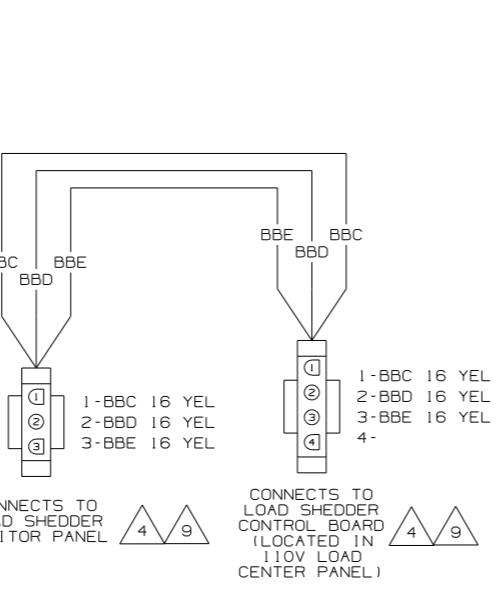 BBE
BBC
BBD
BBE
BBD
1
2
3
1-BBC 16 YEL
2-BBD 16 YEL
3-BBE 16 YEL
1
2
3
4
1-BBC 16 YEL
2-BBD 16 YEL
3-BBE 16 YEL
4-
CONNECTS TO
SHEDDER
PANEL
4
9
CONNECTS TO
LOAD SHEDDER
CONTROL BOARD
(LOCATED IN
110V LOAD
CENTER PANEL)
4
9